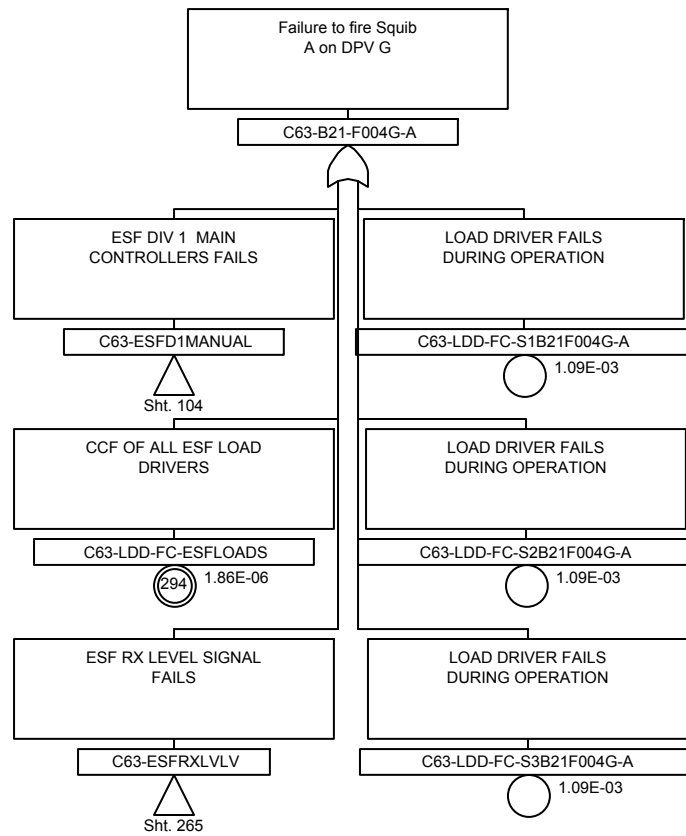 Failure to fire Squib
A on DPV G
C63-B21-F004G-A
ESF DIV 1 MAIN
CONTROLLERS FAILS
C63-ESFD1MANUAL
Sht. 104
LOAD DRIVER FAILS
DURING OPERATION
C63-LDD-FC-S1B21F004G-A
1.09E-03
CCF OF ALL ESF LOAD
DRIVERS
C63-LDD-FC-ESFLOADS
294
1.86E-06
LOAD DRIVER FAILS
DURING OPERATION
C63-LDD-FC-S2B21F004G-A
1.09E-03
ESF RX LEVEL SIGNAL
FAILS
C63-ESFRXLVLV
Sht. 265
LOAD DRIVER FAILS
DURING OPERATION
C63-LDD-FC-S3B21F004G-A
1.09E-03